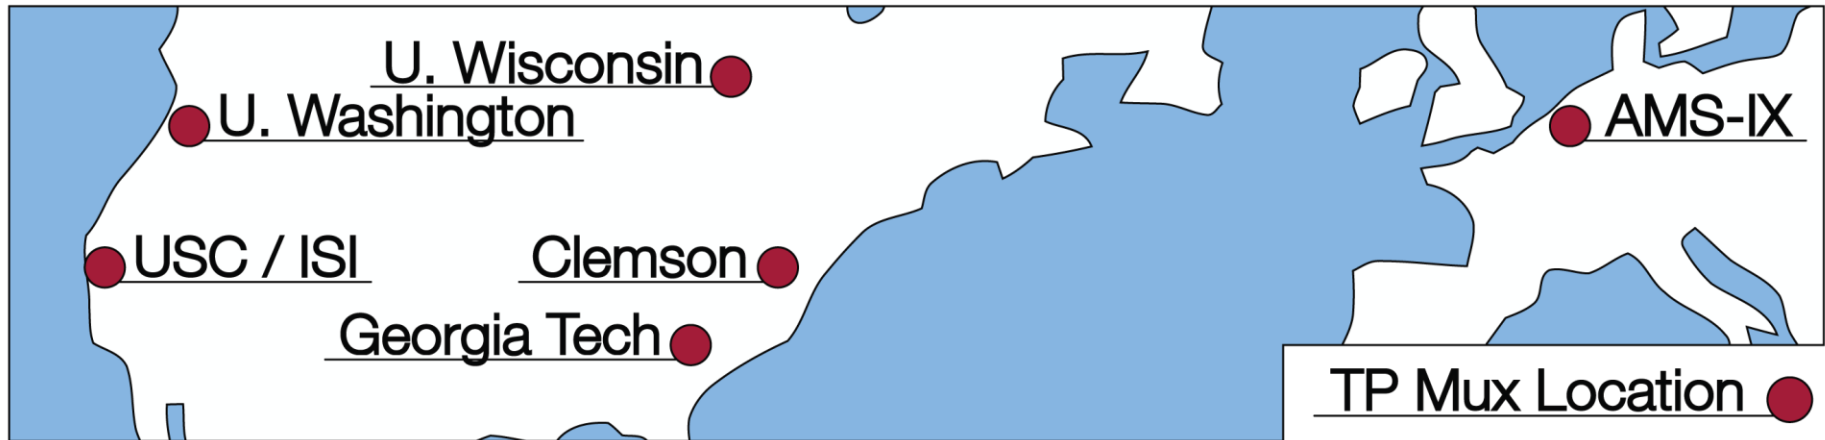 U. Wisconsin
U. Washington
AMS-IX
USC / ISI
Clemson
Georgia Tech
TP Mux Location